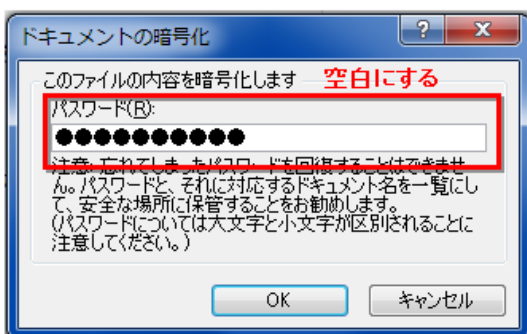 ドキュメントの暗号化
このファイルの内容を暗号化します 空白にする
パスワード(R):
●●●●●●●●●●
注意: 忘れてしまったパスワードを回復することはできませ
ん。パスワードと、それに対応するドキュメント名を一覧にし
て、安全な場所に保管することをお勧めします。
(パスワードについては大文字と小文字が区別されることに
注意してください。)
OK キャンセル